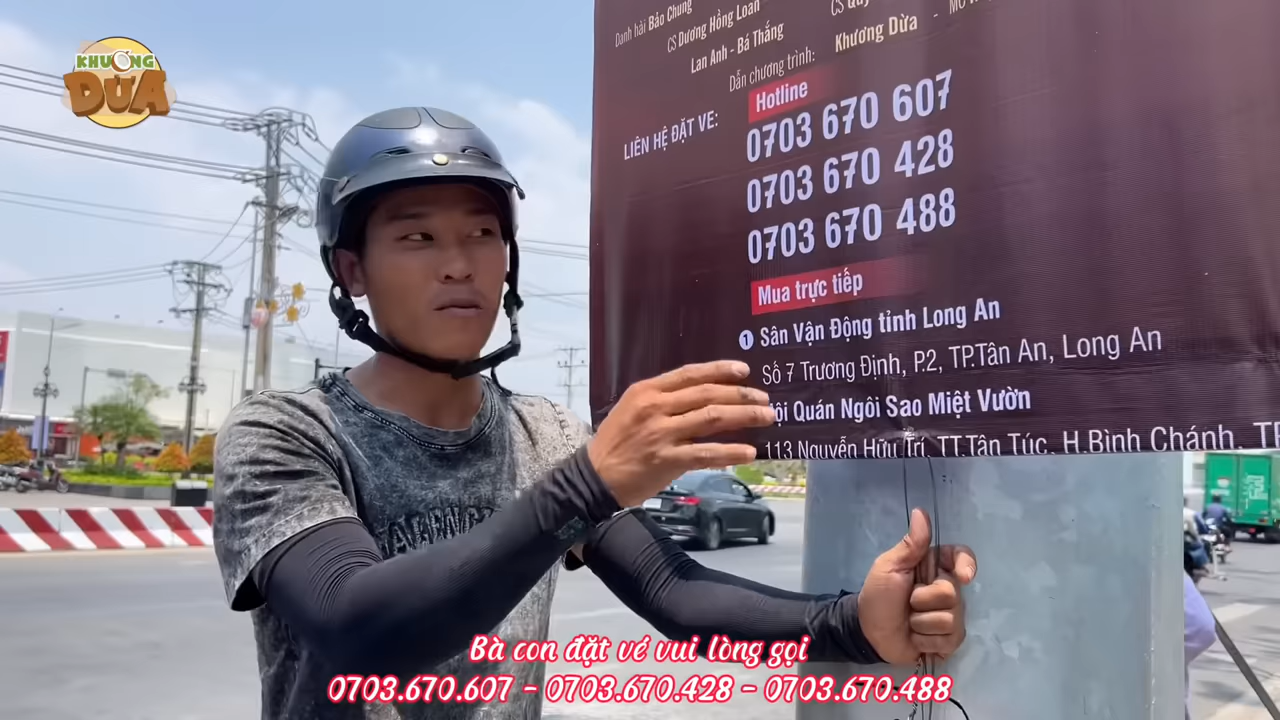 KHƯƠNG
DỪA
Danh hài Bảo Chung
CS Dương Hồng Loan
Lan Anh - Bá Thắng
CS
Khương Dừa - MC
Dẫn chương trình:
LIÊN HỆ ĐẶT VE:
Hotline
0703 670 607
0703 670 428
0703 670 488
Mua trực tiếp
1 Sân Vận Động tỉnh Long An
Số 7 Trương Định, P.2, TP.Tân An, Long An
Quán Ngôi Sao Miệt Vườn
113 Nguyễn Hữu Trí, TT.Tân Túc, H.Bình Chánh,
Bà con đặt vé vui lòng gọi
0703.670.607 - 0703.670.428 - 0703.670.488